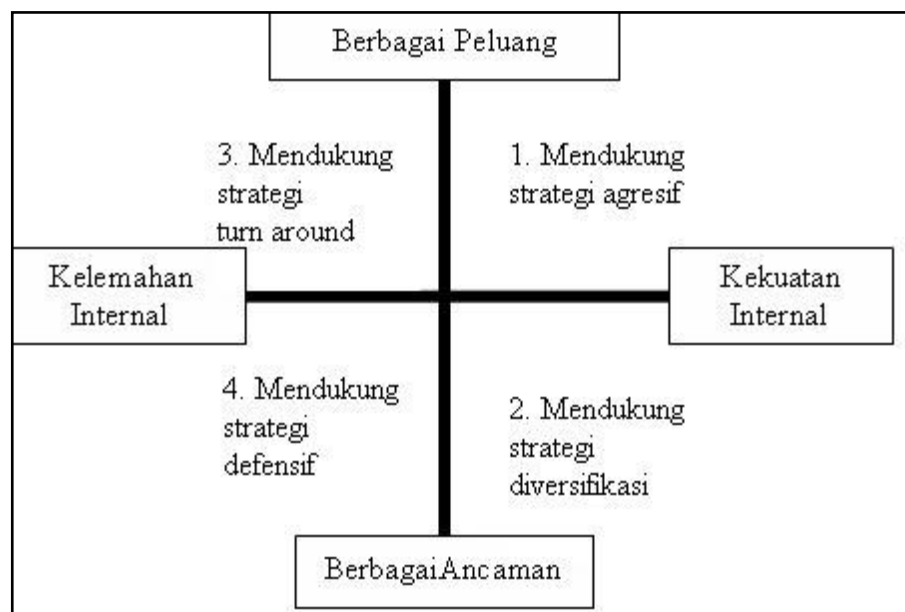 Berbagai Peluang
3. Mendukung
strategi
turn around
1. Mendukung
strategi agresif
Kelemahan
Internal
Kekuatan
Internal
4. Mendukung
strategi
defensif
2. Mendukung
strategi
diversifikasi
BerbagaiAncaman